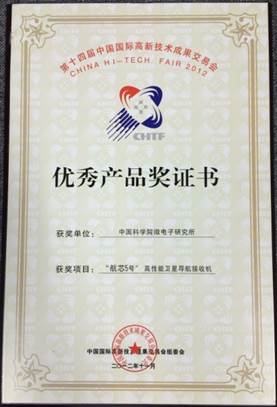 第十四届中国国际高新技术成果交易会
CHINA HI-TECH FAIR 2012
CHTF
优秀产品奖证书
获奖单位： 中国科学院微电子研究所
获奖项目： “航芯5号”高性能卫星导航接收机
中国国际高新技术成果交易会组委会
二〇一二年十一月